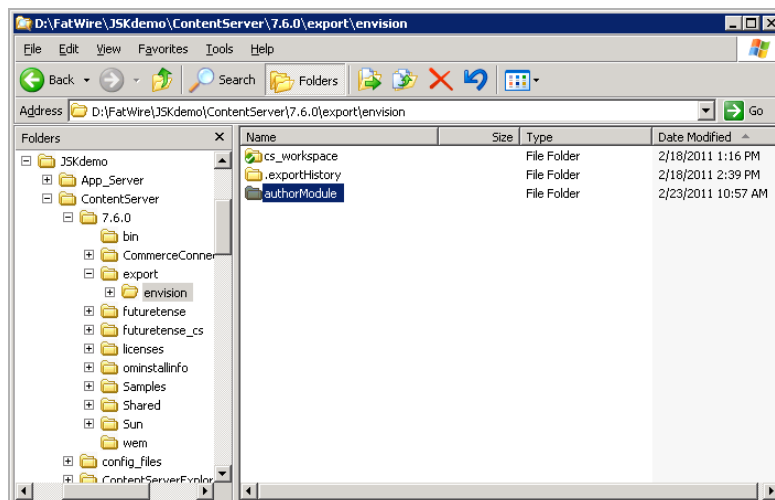 D:\FatWire\JSKdemo\ContentServer\7.6.0\export\envision
File Edit View Favorites Tools Help
Back Search Folders
Address D:\FatWire\JSKdemo\ContentServer\7.6.0\export\envision Go
Folders x Name Size Type Date Modified
JSKdemo cs_workspace File Folder 2/18/2011 1:16 PM
App_Server .exportHistory File Folder 2/18/2011 2:39 PM
ContentServer authorModule File Folder 2/23/2011 10:57 AM
7.6.0
bin
CommerceConne
export
envision
futuretense
futuretense_cs
licenses
ominstallinfo
Samples
Shared
Sun
wem
config_files
ContentServerExplor